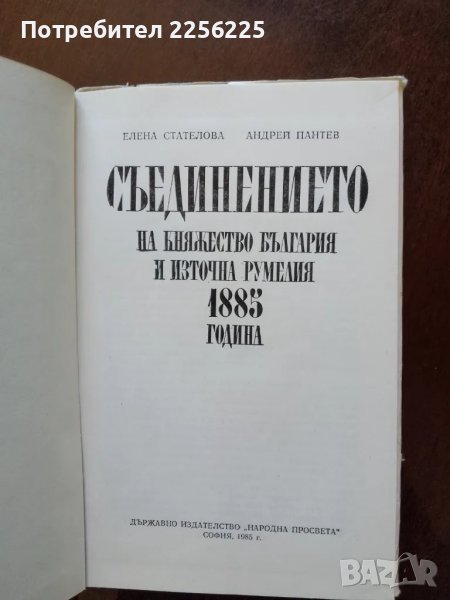 Потребител 2256225
ЕЛЕНА СТАТЕЛОВА АНДРЕЙ ПАНТЕВ
СЪЕДИНЕНИЕТО
НА КНЯЖЕСТВО БЪЛГАРИЯ
И ИЗТОЧНА РУМЕЛИЯ
1885
ГОДИНА
ДЪРЖАВНО ИЗДАТЕЛСТВО „НАРОДНА ПРОСВЕТА"
СОФИЯ, 1985 г.
BAZAR